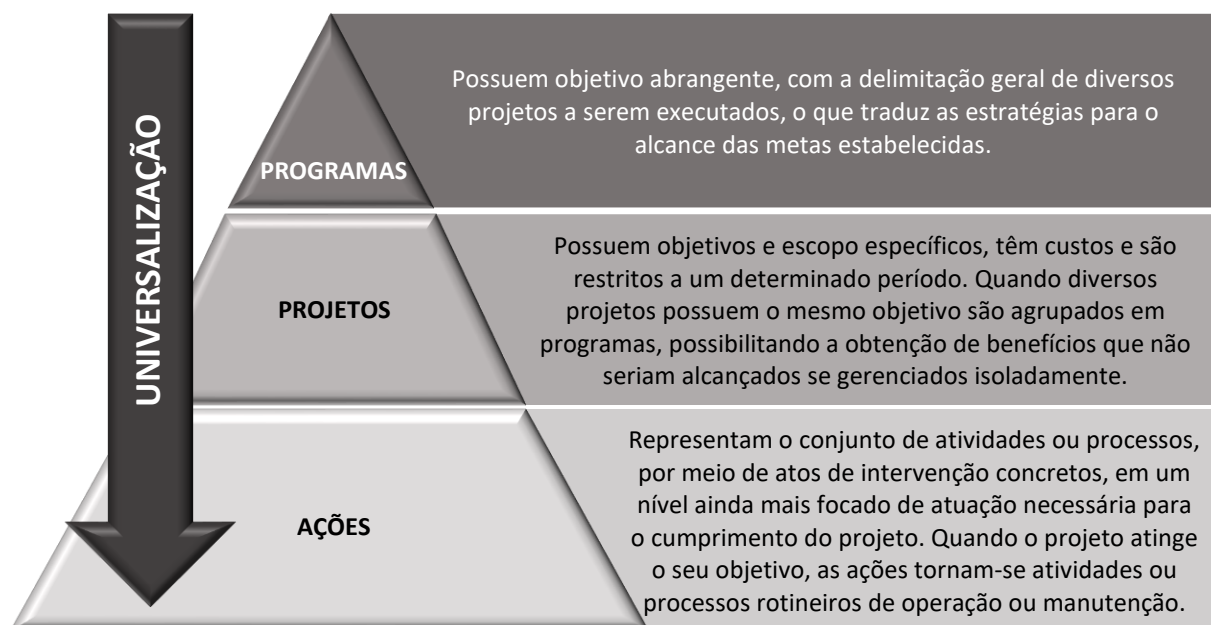 UNIVERSALIZAÇÃO
PROGRAMAS
Possuem objetivo abrangente, com a delimitação geral de diversos
projetos a serem executados, o que traduz as estratégias para o
alcance das metas estabelecidas.
PROJETOS
Possuem objetivos e escopo específicos, têm custos e são
restritos a um determinado período. Quando diversos
projetos possuem o mesmo objetivo são agrupados em
programas, possibilitando a obtenção de benefícios que não
seriam alcançados se gerenciados isoladamente.
AÇÕES
Representam o conjunto de atividades ou processos,
por meio de atos de intervenção concretos, em um
nível ainda mais focado de atuação necessária para
o cumprimento do projeto. Quando o projeto atinge
o seu objetivo, as ações tornam-se atividades ou
processos rotineiros de operação ou manutenção.